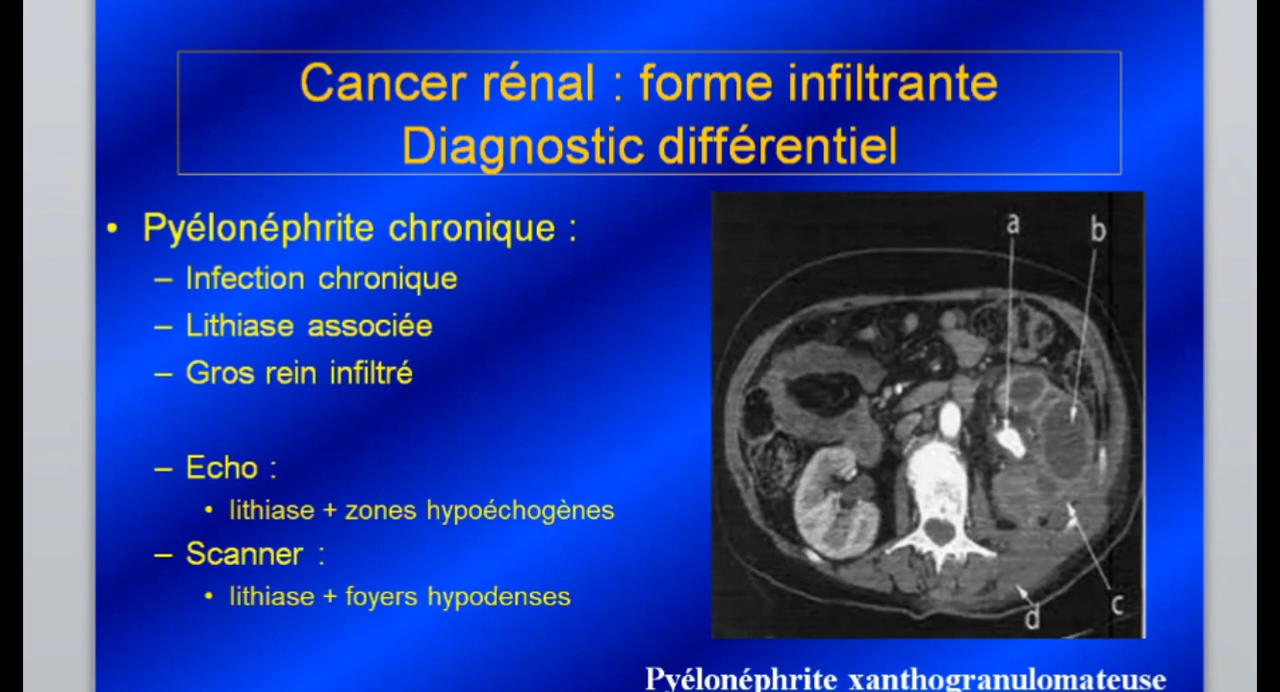 Cancer rénal : forme infiltrante
Diagnostic différentiel
• Pyélonéphrite chronique :
– Infection chronique
– Lithiase associée
– Gros rein infiltré
– Echo :
• lithiase + zones hypoéchogènes
– Scanner :
• lithiase + foyers hypodenses
a
b
c
d
Pyélonéphrite xanthogranulomateuse